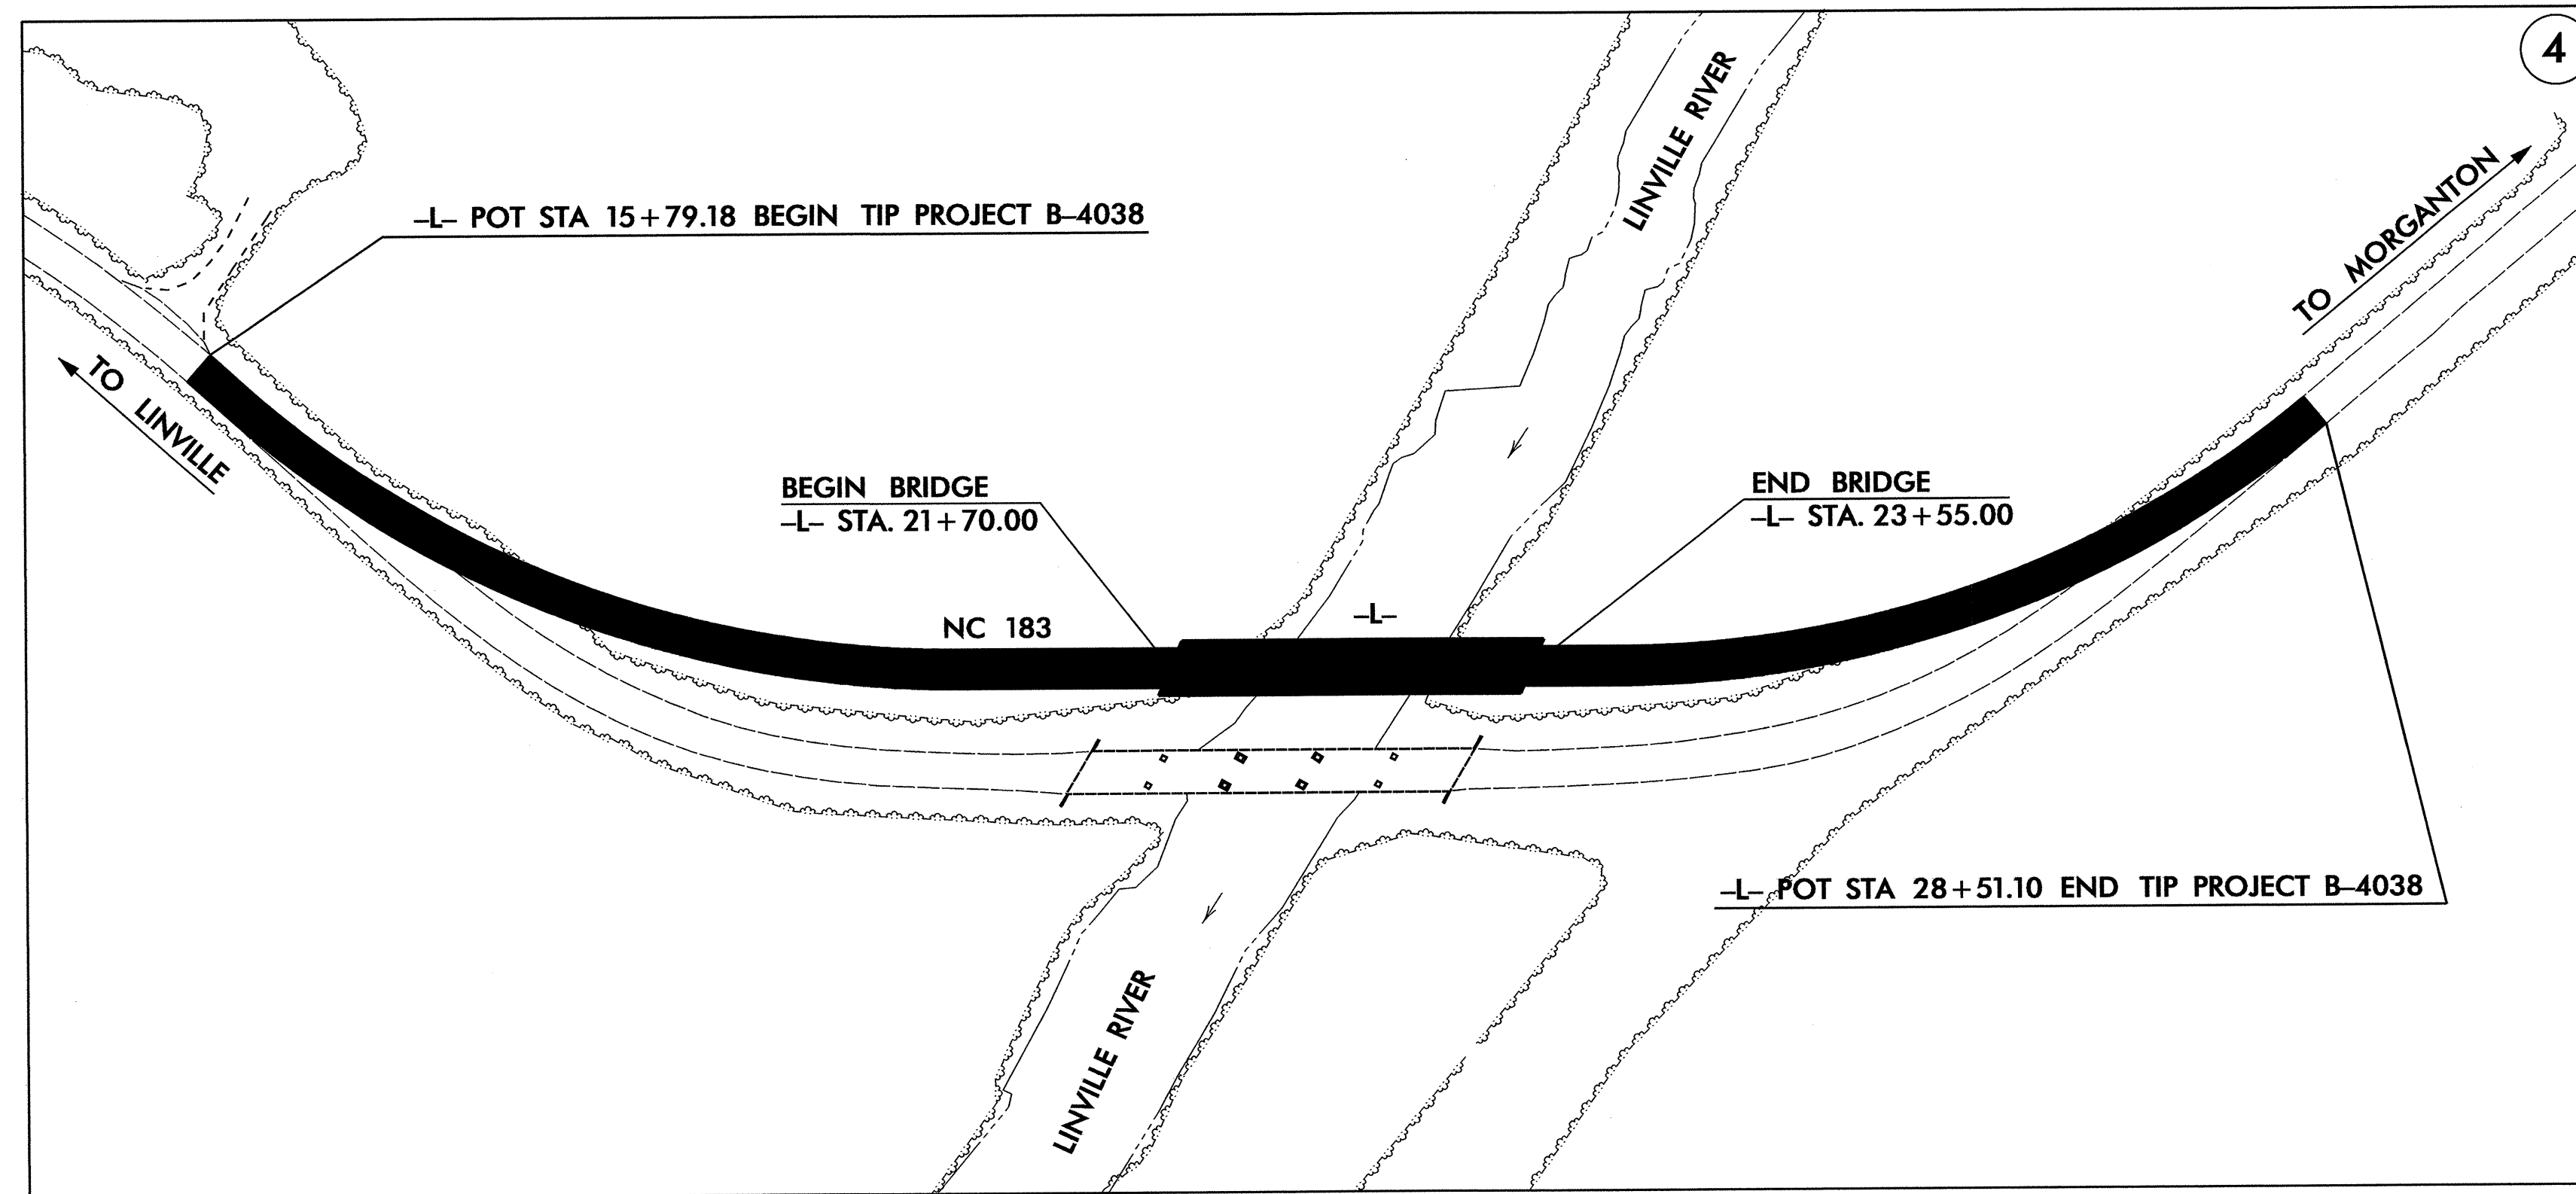 4
LINVILLE RIVER
TO MORGANTON
–L– POT STA 15+79.18 BEGIN TIP PROJECT B–4038
TO LINVILLE
BEGIN BRIDGE
–L– STA. 21+70.00
END BRIDGE
–L– STA. 23+55.00
NC 183
–L–
–L– POT STA 28+51.10 END TIP PROJECT B–4038
LINVILLE RIVER